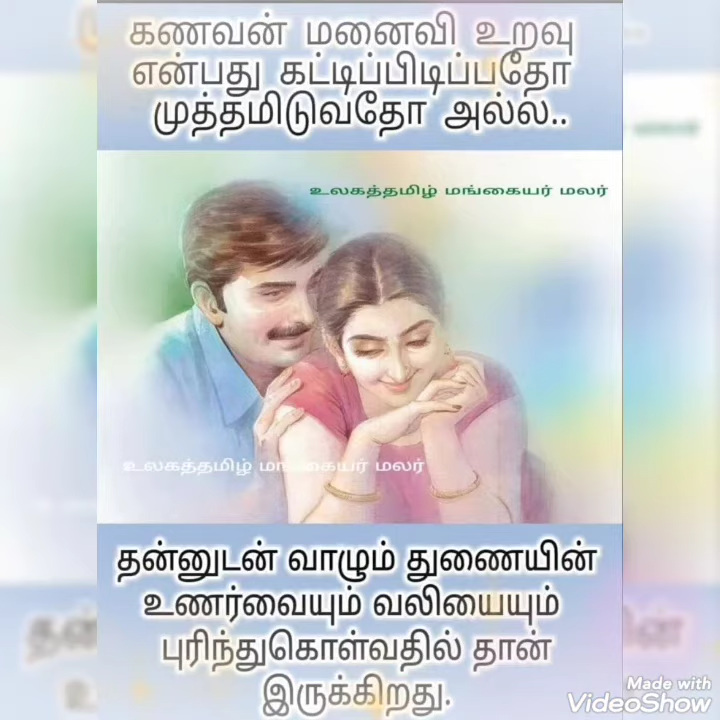 கணவன் மனைவி உறவு
என்பது கட்டிப்பிடிப்பதோ
முத்தமிடுவதோ அல்ல..
உலகத்தமிழ் மங்கையர் மலர்
உலகத்தமிழ் மங்கையர் மலர்
தன்னுடன் வாழும் துணையின்
உணர்வையும் வலியையும்
புரிந்துகொள்வதில் தான்
இருக்கிறது.
Made with
VideoShow